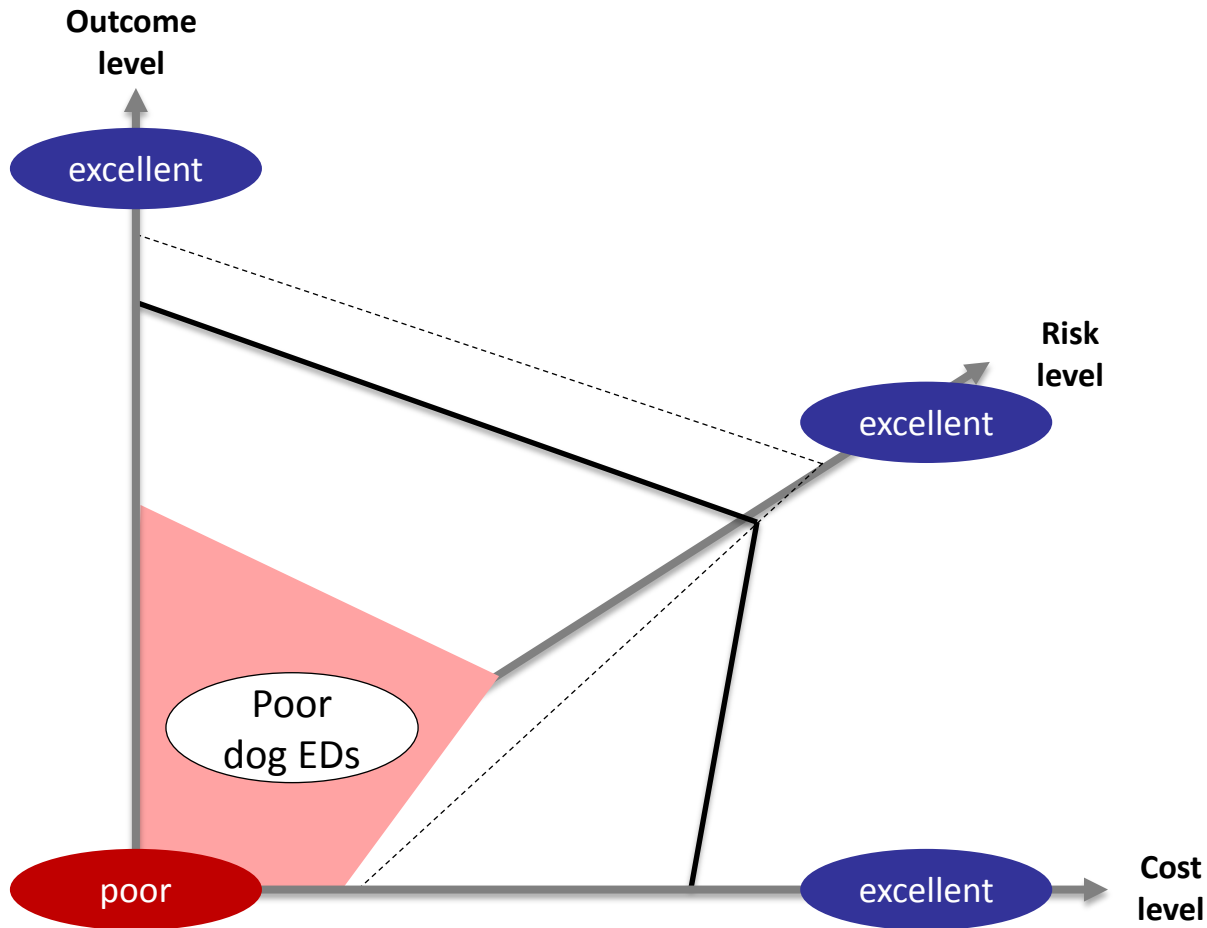 Outcome
level
excellent
Risk
level
excellent
Poor
dog EDs
poor
excellent
Cost
level